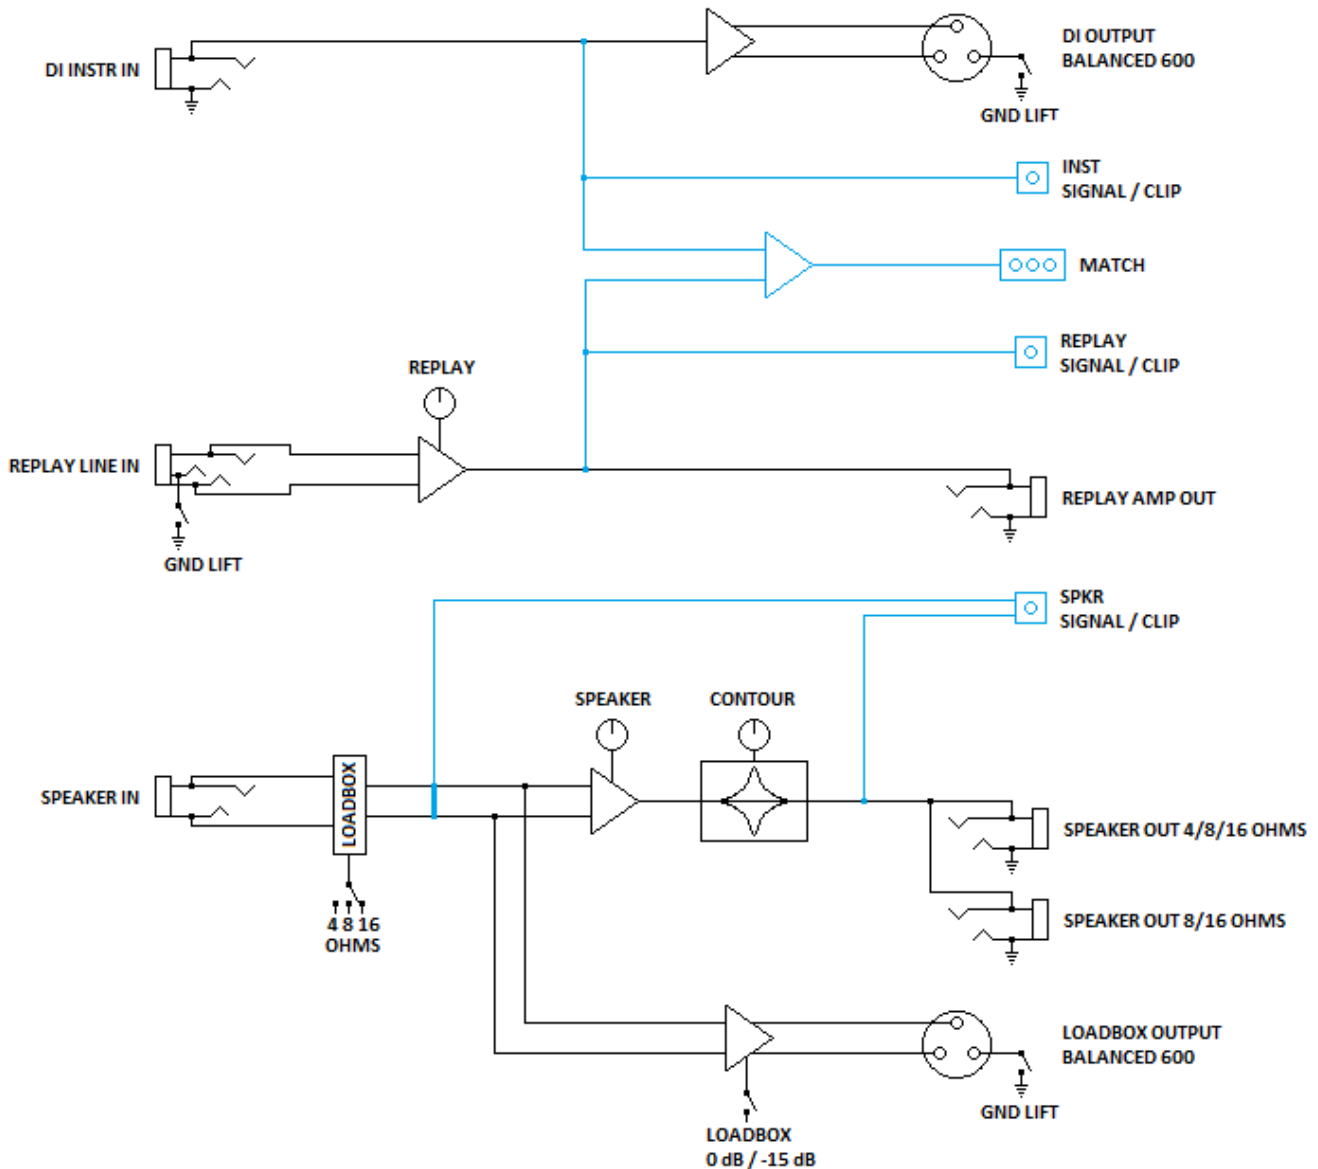 DI INSTR IN
DI OUTPUT
BALANCED 600
GND LIFT
INST
SIGNAL / CLIP
MATCH
REPLAY
SIGNAL / CLIP
REPLAY
REPLAY LINE IN
GND LIFT
REPLAY AMP OUT
SPKR
SIGNAL / CLIP
SPEAKER
CONTOUR
SPEAKER IN
LOADBOX
4 8 16
OHMS
SPEAKER OUT 4/8/16 OHMS
SPEAKER OUT 8/16 OHMS
LOADBOX OUTPUT
BALANCED 600
GND LIFT
LOADBOX
0 dB / -15 dB